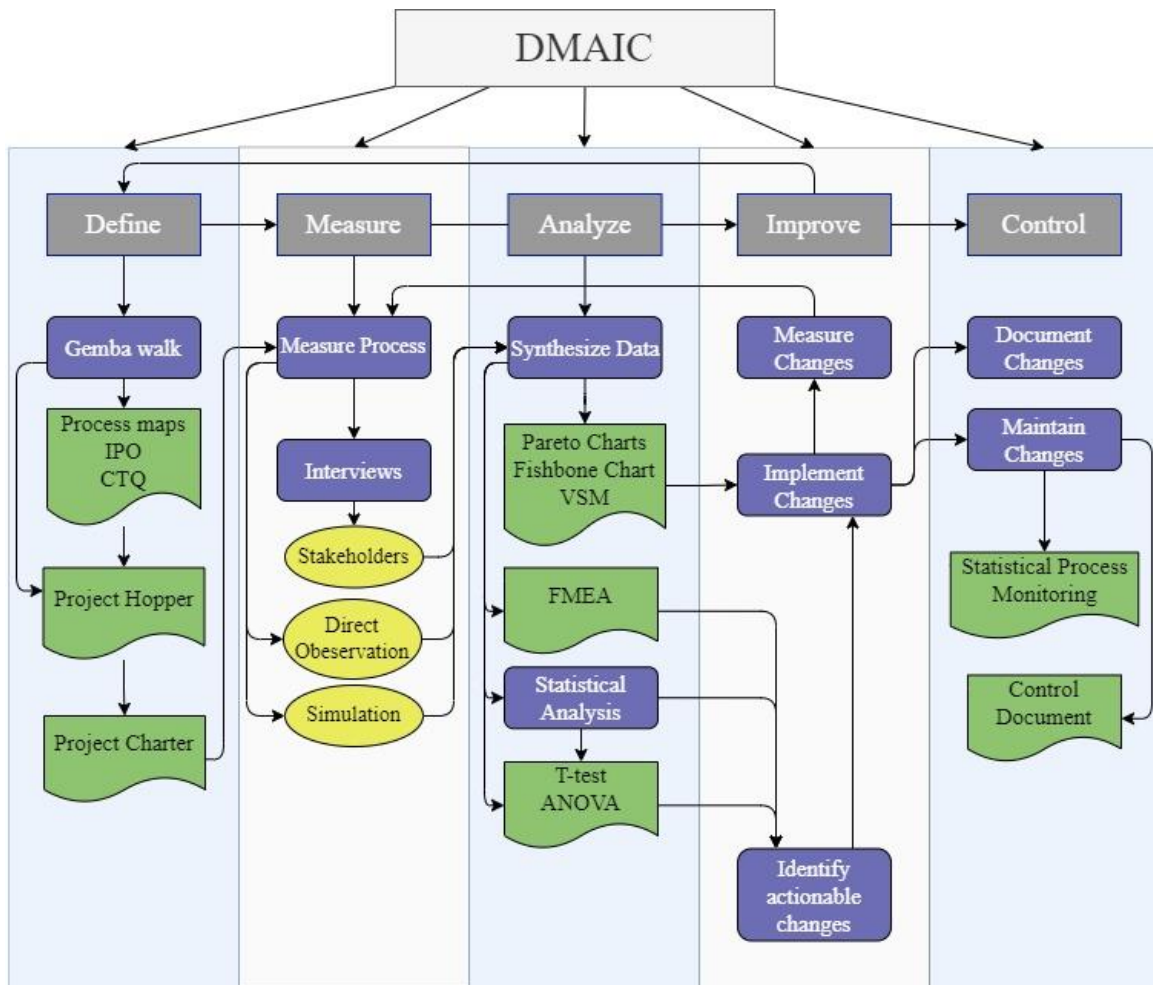 DMAIC
Define
Measure
Analyze
Improve
Control
Gemba walk
Process maps
IPO
CTQ
Project Hopper
Project Charter
Measure Process
Interviews
Stakeholders
Direct
Obeservation
Simulation
Synthesize Data
Pareto Charts
Fishbone Chart
VSM
FMEA
Statistical
Analysis
T-test
ANOVA
Measure
Changes
Implement
Changes
Identify
actionable
changes
Document
Changes
Maintain
Changes
Statistical Process
Monitoring
Control
Document